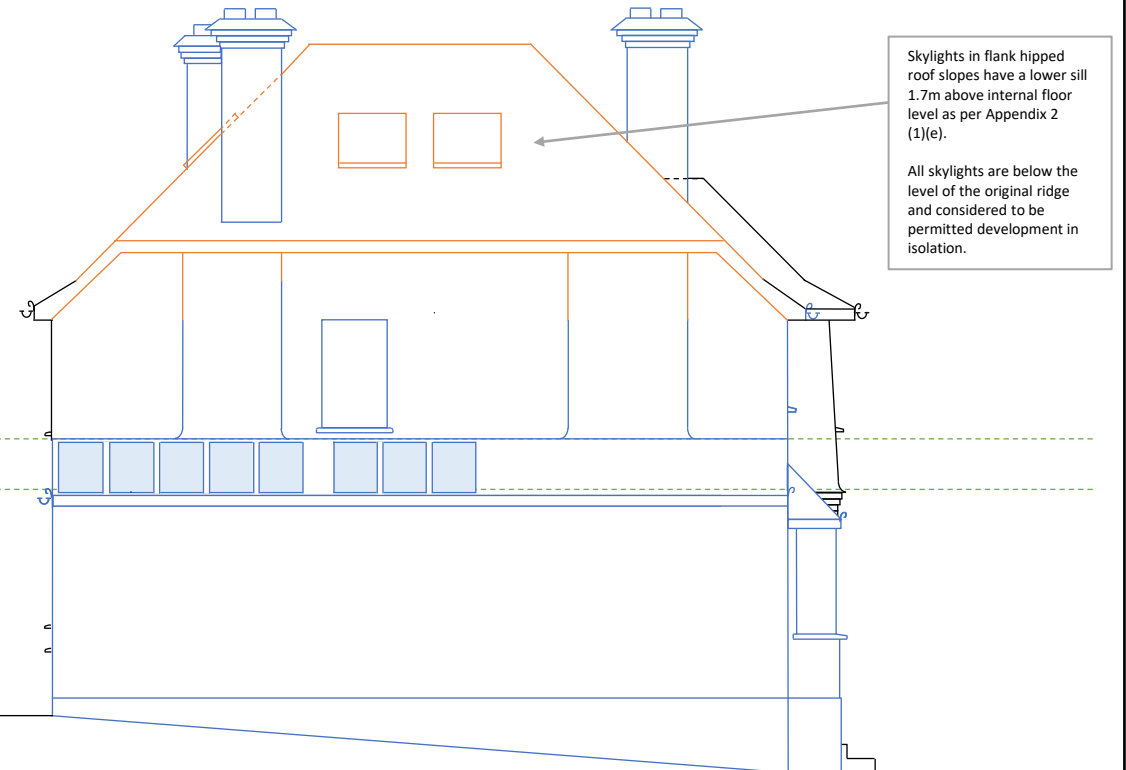 Skylights in flank hipped
roof slopes have a lower sill
1.7m above internal floor
level as per Appendix 2
(1)(e).
All skylights are below the
level of the original ridge
and considered to be
permitted development in
isolation.